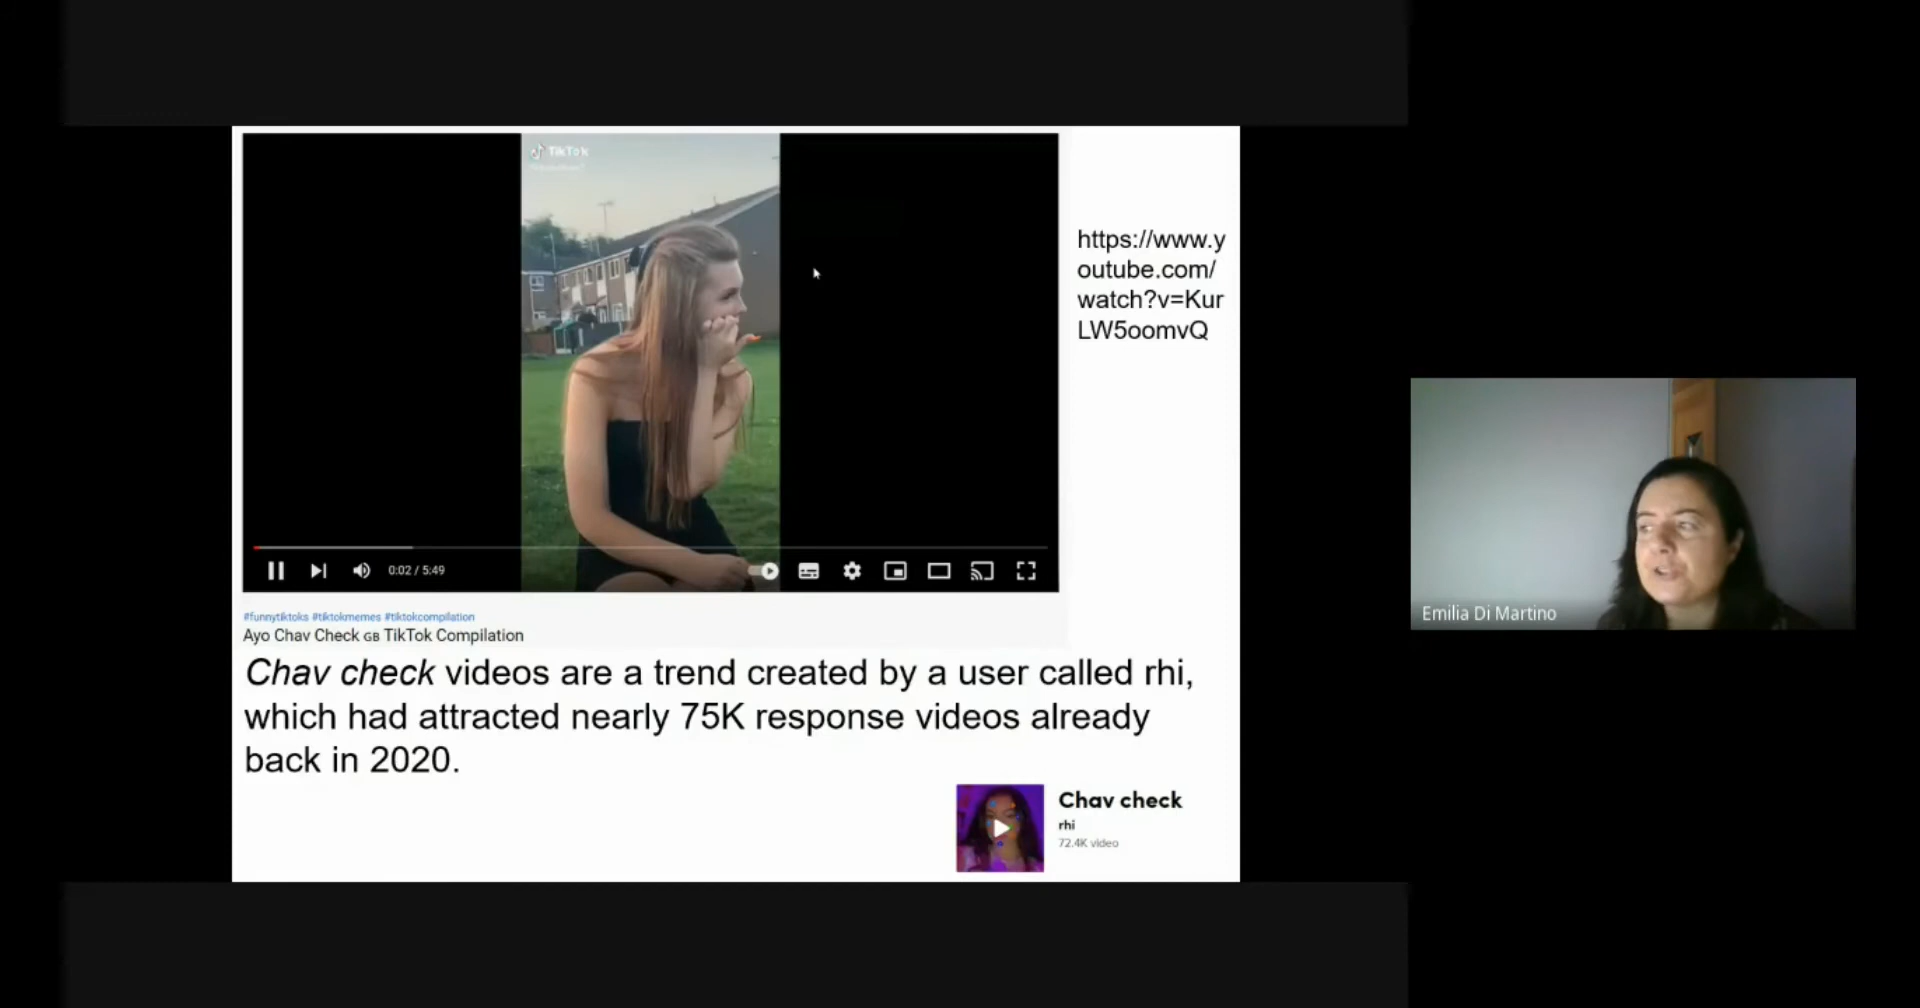 TikTok
https://www.y
outube.com/
watch?v=Kur
LW5oomvQ
0:02 / 5:49
#funnytiktoks #tiktokmemes #tiktokcompilation
Ayo Chav Check GB TikTok Compilation
Chav check videos are a trend created by a user called rhi,
which had attracted nearly 75K response videos already
back in 2020.
Chav check
rhi
72.4K video
Emilia Di Martino